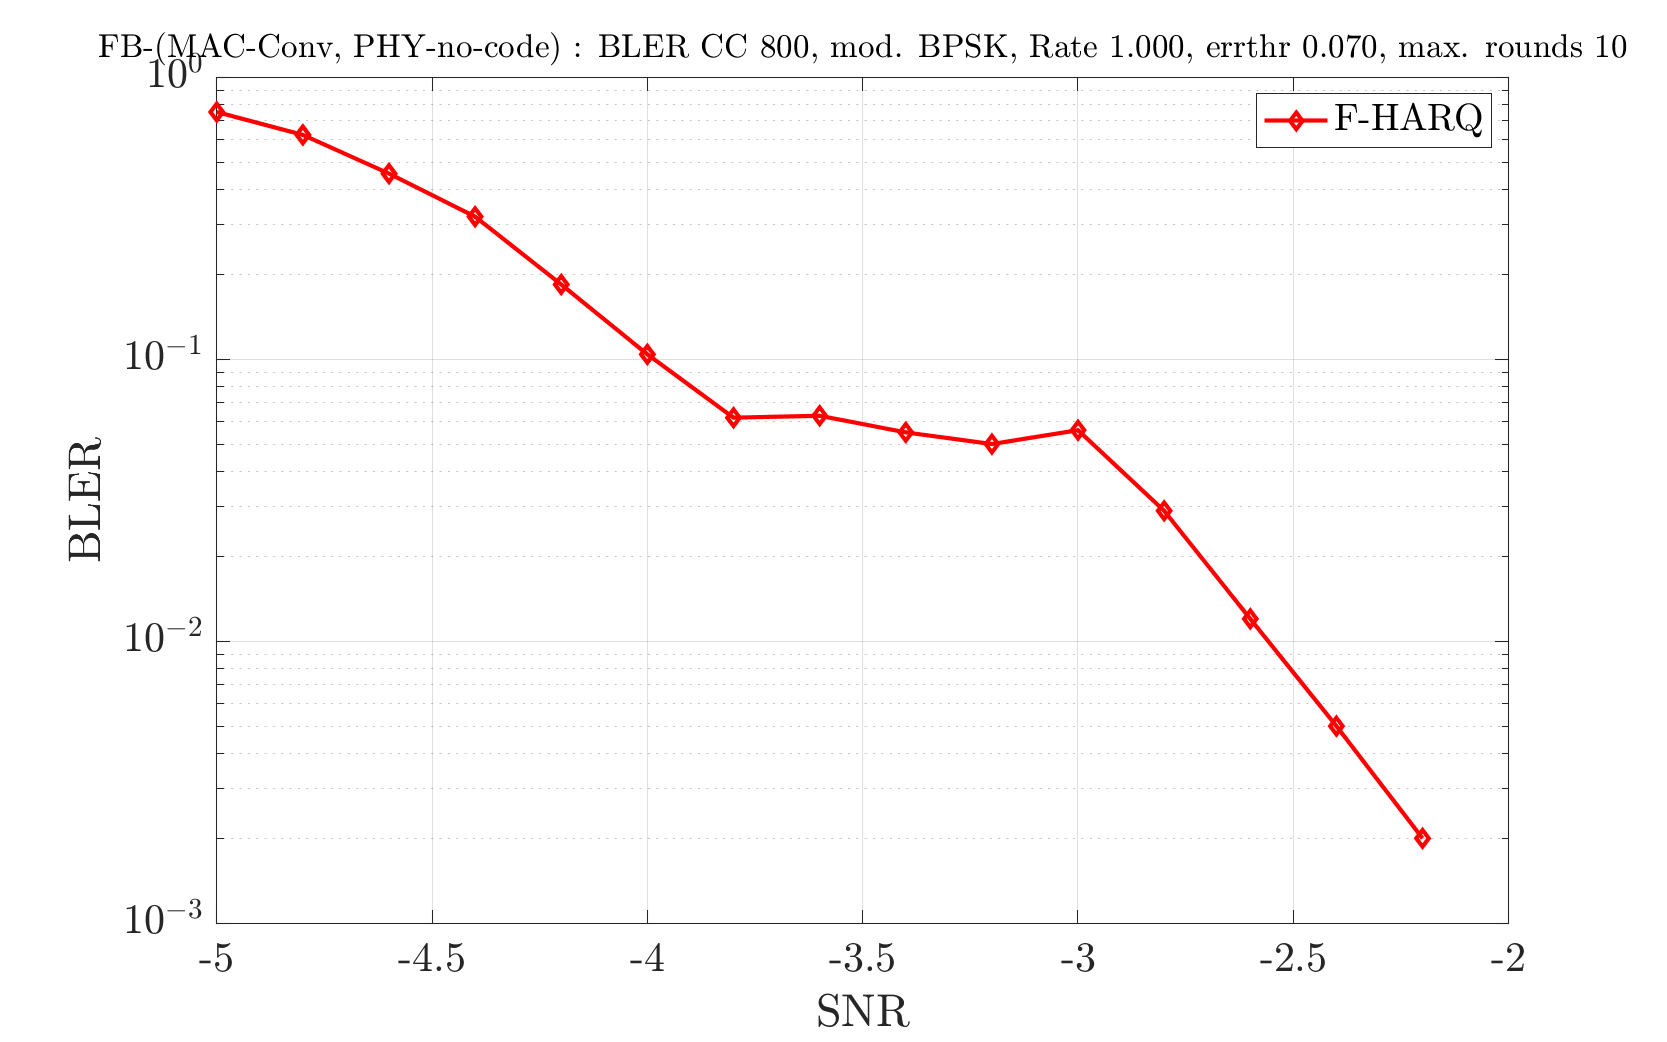 FB-(MAC-Conv, PHY-no-code) : BLER CC 800, mod. BPSK, Rate 1.000, errthr 0.070, max. rounds 10
10⁰
F-HARQ
10⁻¹
BLER
10⁻²
10⁻³
-5 -4.5 -4 -3.5 -3 -2.5 -2
SNR